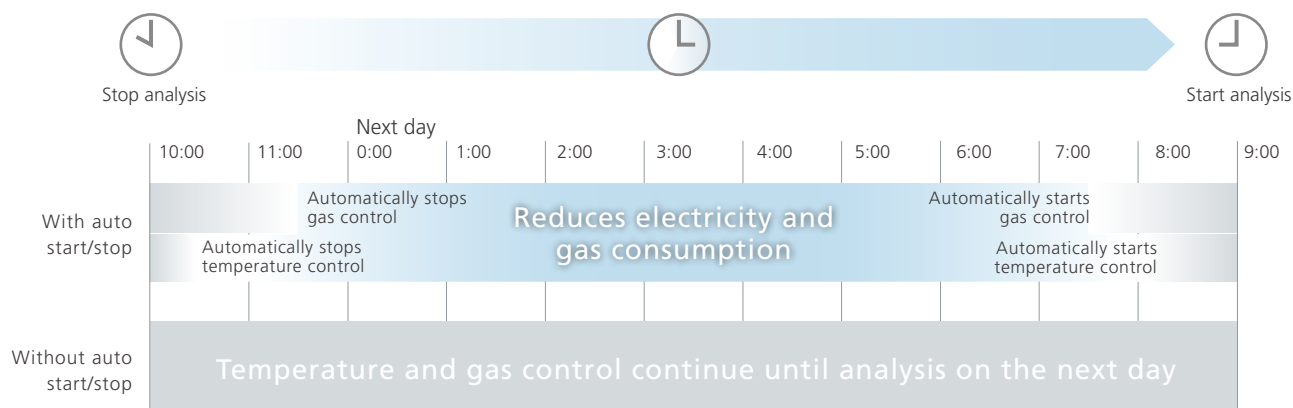 Stop analysis
Start analysis
Next day
10:00 11:00 0:00 1:00 2:00 3:00 4:00 5:00 6:00 7:00 8:00 9:00
With auto
start/stop
Automatically stops
gas control
Automatically stops
temperature control
Reduces electricity and
gas consumption
Automatically starts
gas control
Automatically starts
temperature control
Without auto
start/stop
Temperature and gas control continue until analysis on the next day